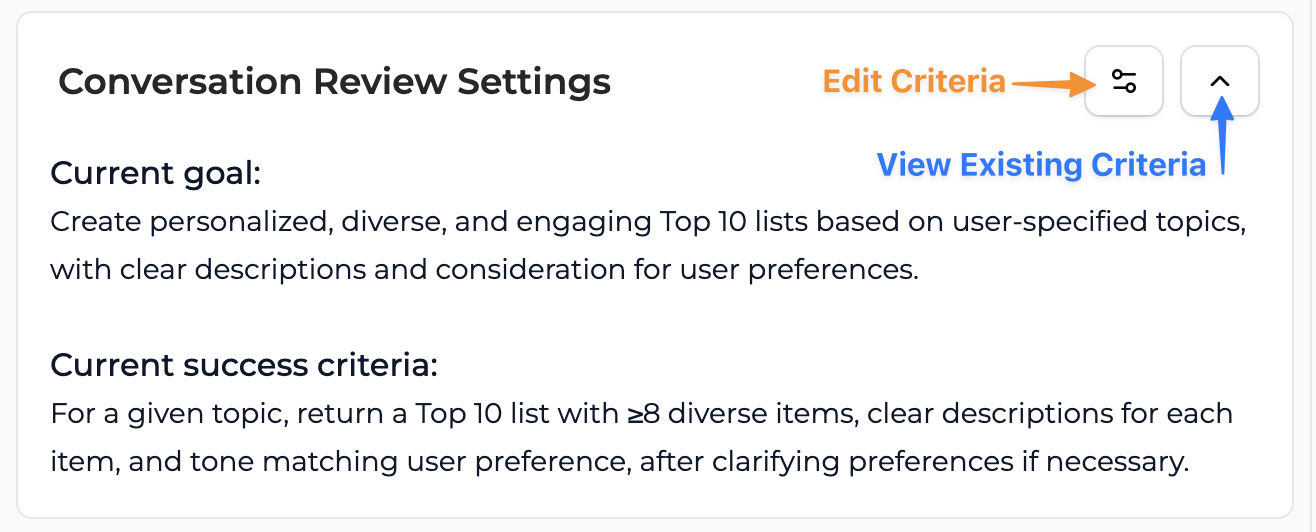 Conversation Review Settings
Edit Criteria
View Existing Criteria
Current goal:
Create personalized, diverse, and engaging Top 10 lists based on user-specified topics,
with clear descriptions and consideration for user preferences.
Current success criteria:
For a given topic, return a Top 10 list with ≥8 diverse items, clear descriptions for each
item, and tone matching user preference, after clarifying preferences if necessary.